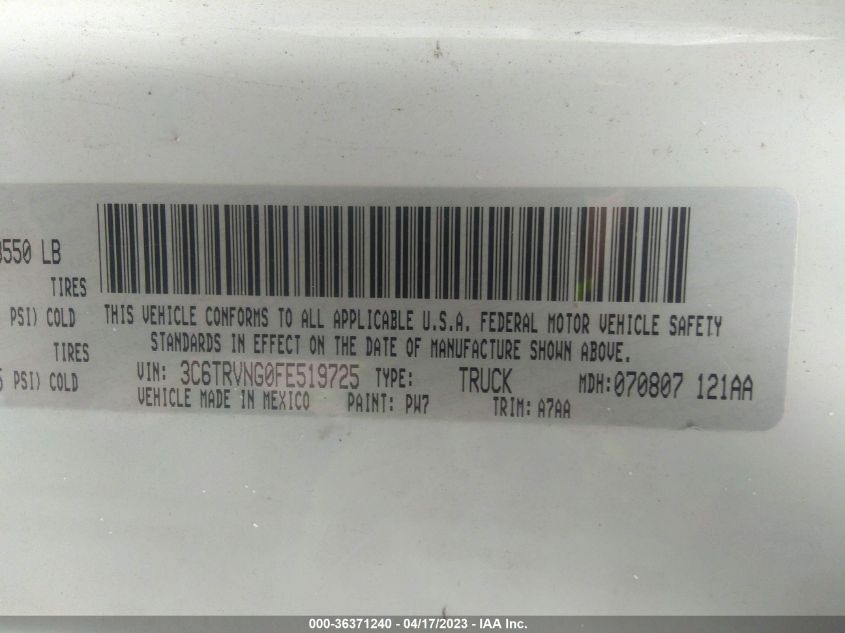 550 LB
TIRES
PSI) COLD
TIRES
PSI) COLD
THIS VEHICLE CONFORMS TO ALL APPLICABLE U.S.A. FEDERAL MOTOR VEHICLE SAFETY
STANDARDS IN EFFECT ON THE DATE OF MANUFACTURE SHOWN ABOVE.
VIN: 3C6TRVNG0FE519725 TYPE: TRUCK MDH:070807 121AA
VEHICLE MADE IN MEXICO PAINT: PW7 TRIM: A7AA
000-36371240 - 04/17/2023 - IAA Inc.